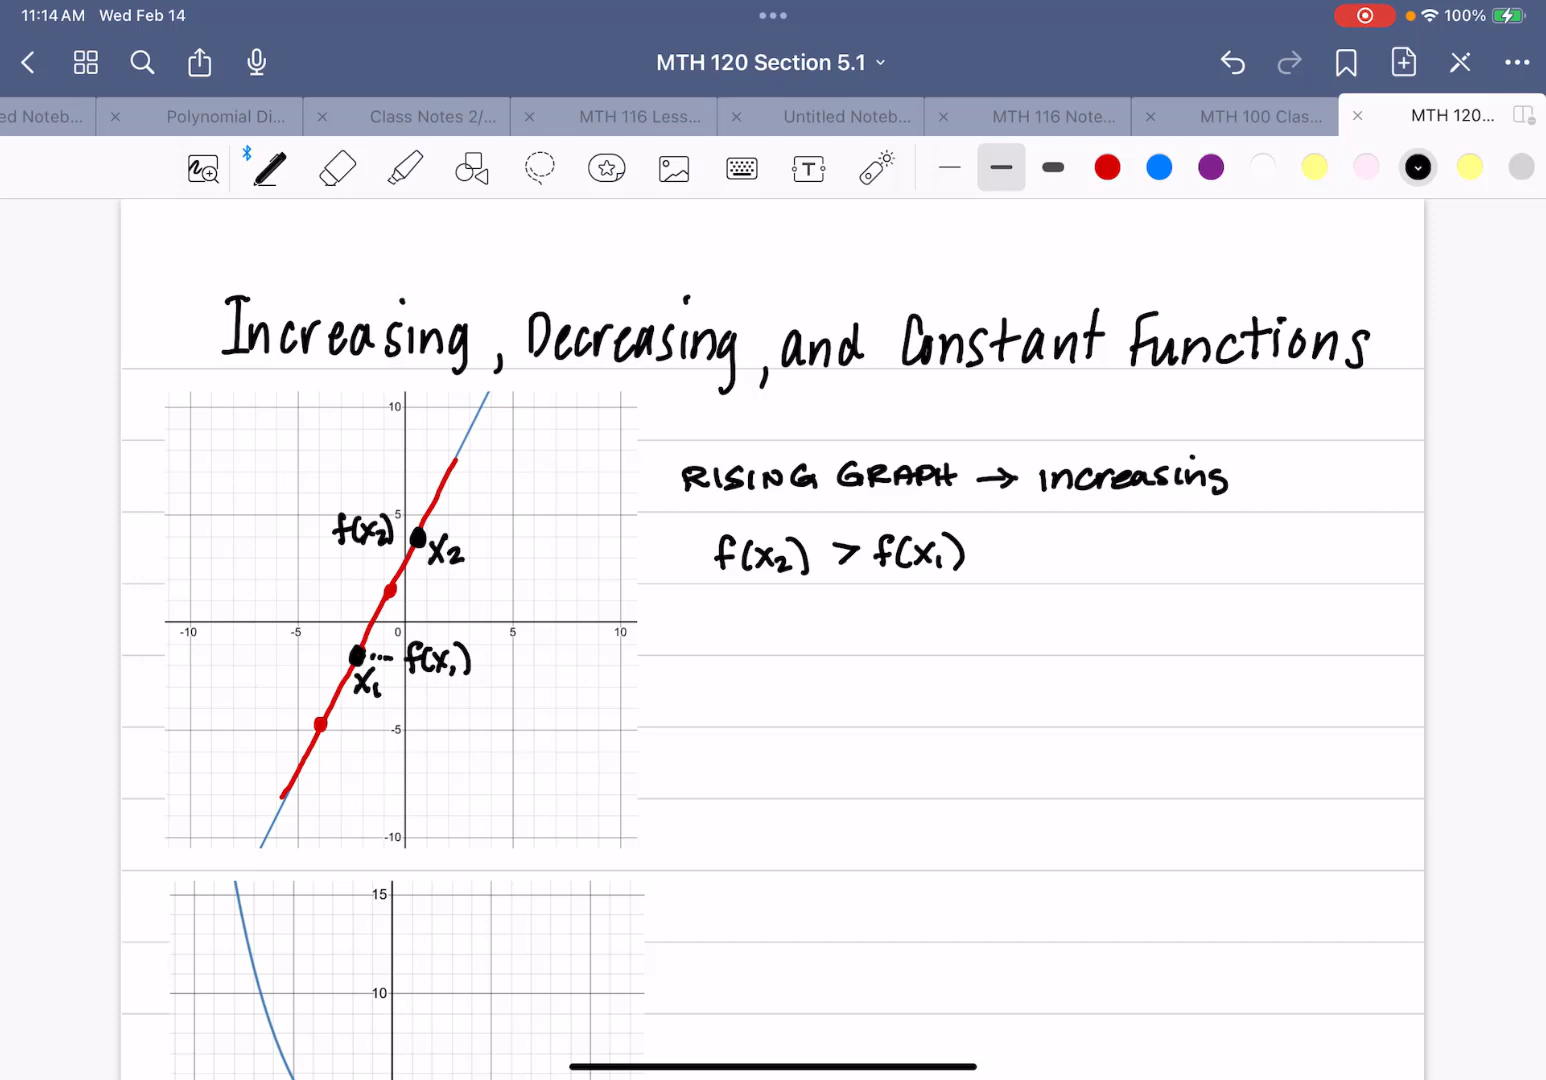 11:14 AM Wed Feb 14
100%
MTH 120 Section 5.1
ed Noteb...
Polynomial Di...
Class Notes 2/...
MTH 116 Less...
Untitled Noteb...
MTH 116 Note...
MTH 100 Clas...
MTH 120...
T
Increasing, Decreasing, and Constant Functions
10
RISING GRAPH → increasing
5
f(x₂)
x₂
f(x₂) > f(x₁)
-10 -5 0 5 10
f(x₁)
x₁
-5
-10
15
10